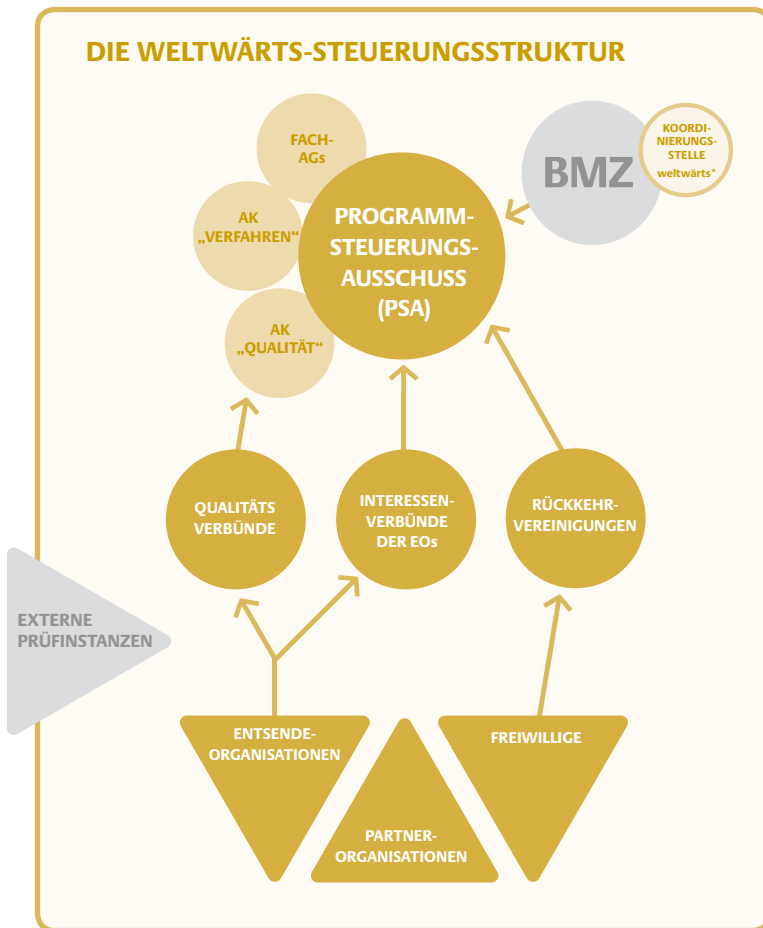 DIE WELTWÄRTS-STEUERUNGSSTRUKTUR
FACH-
AGs
AK
„VERFAHREN“
AK
„QUALITÄT“
PROGRAMM-
STEUERUNGS-
AUSSCHUSS
(PSA)
BMZ
KOORDI-
NIERUNGS-
STELLE
weltwärts*
QUALITÄTS
VERBÜNDE
INTERESSEN-
VERBÜNDE
DER EOs
RÜCKKEHR-
VEREINIGUNGEN
EXTERNE
PRÜFINSTANZEN
ENTSENDE-
ORGANISATIONEN
PARTNER-
ORGANISATIONEN
FREIWILLIGE